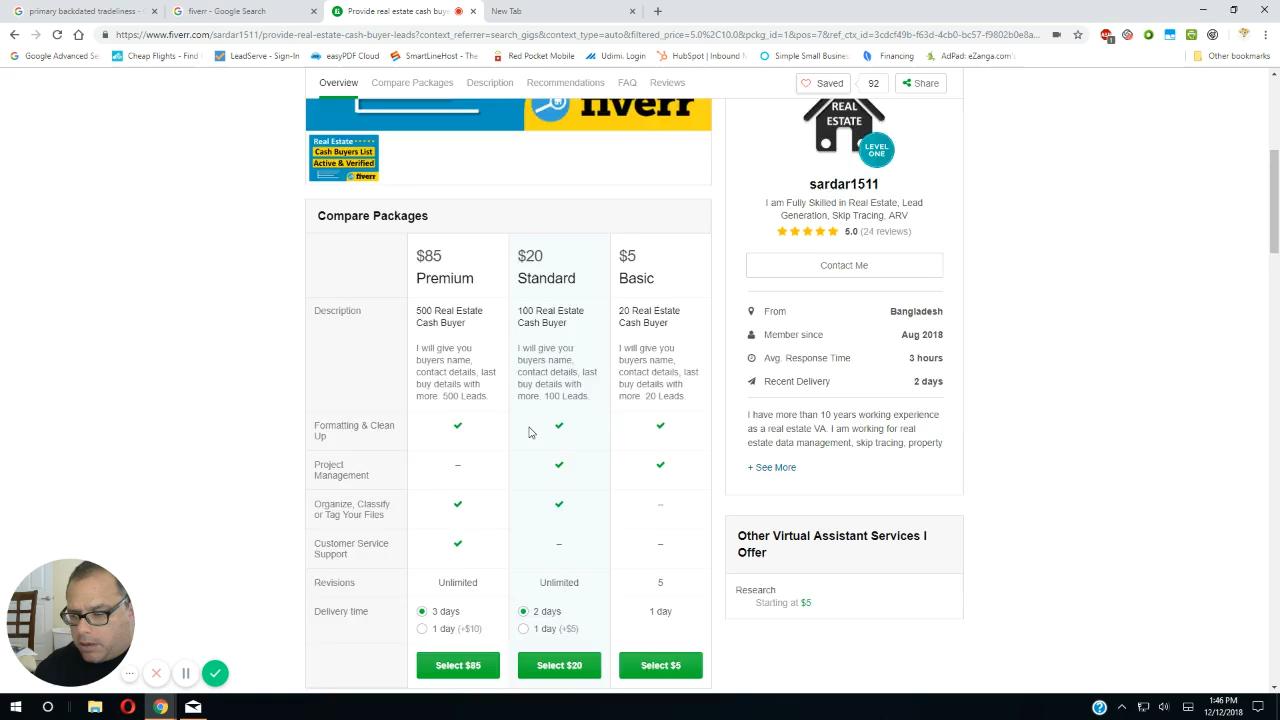 primary backdated tradeliness -
fiverr - Google Search
Provide real estate cash buye
New Tab
https://www.fiverr.com/sardar1511/provide-real-estate-cash-buyer-leads?context_referrer=search_gigs&context_type=auto&filtered_price=5.0%2C10.0&pckg_id=1&pos=7&ref_ctx_id=3cdcf49b-f63d-4cb0-bc57-f9802b0e8a...
Google Advanced Se
Cheap Flights - Fi
LeadServe - Sign-In
easyPDF Cloud
SmartLineHost - The
Red Pocket Mobile
Udimi. Login
HubSpot | Inbound
Simple Small Busine
Financing
AdPad: eZanga.com's
Other bookmarks
Overview
Compare Packages
Description
Recommendations
FAQ
Reviews
Saved
92
Share
fiverr
Real Estate
Cash Buyers List
Active & Verified
fiverr
REAL
ESTATE
LEVEL
ONE
sardar1511
I am Fully Skilled in Real Estate, Lead
Generation, Skip Tracing, ARV
5.0 (24 reviews)
Contact Me
From Bangladesh
Member since Aug 2018
Avg. Response Time 3 hours
Recent Delivery 2 days
I have more than 10 years working experience
as a real estate VA. I am working for real
estate data management, skip tracing, property
+ See More
Other Virtual Assistant Services I
Offer
Research
Starting at $5
Compare Packages
$85 $20 $5
Premium Standard Basic
Description
500 Real Estate
Cash Buyer
I will give you
buyers name,
contact details, last
buy details with
more. 500 Leads.
100 Real Estate
Cash Buyer
I will give you
buyers name,
contact details, last
buy details with
more. 100 Leads.
20 Real Estate
Cash Buyer
I will give you
buyers name,
contact details, last
buy details with
more. 20 Leads.
Formatting & Clean
Up
Project
Management
Organize, Classify
or Tag Your Files
Customer Service
Support
Revisions Unlimited Unlimited 5
Delivery time 3 days 2 days 1 day
1 day (+$10) 1 day (+$5)
Select $85 Select $20 Select $5
1:46 PM
12/12/2018